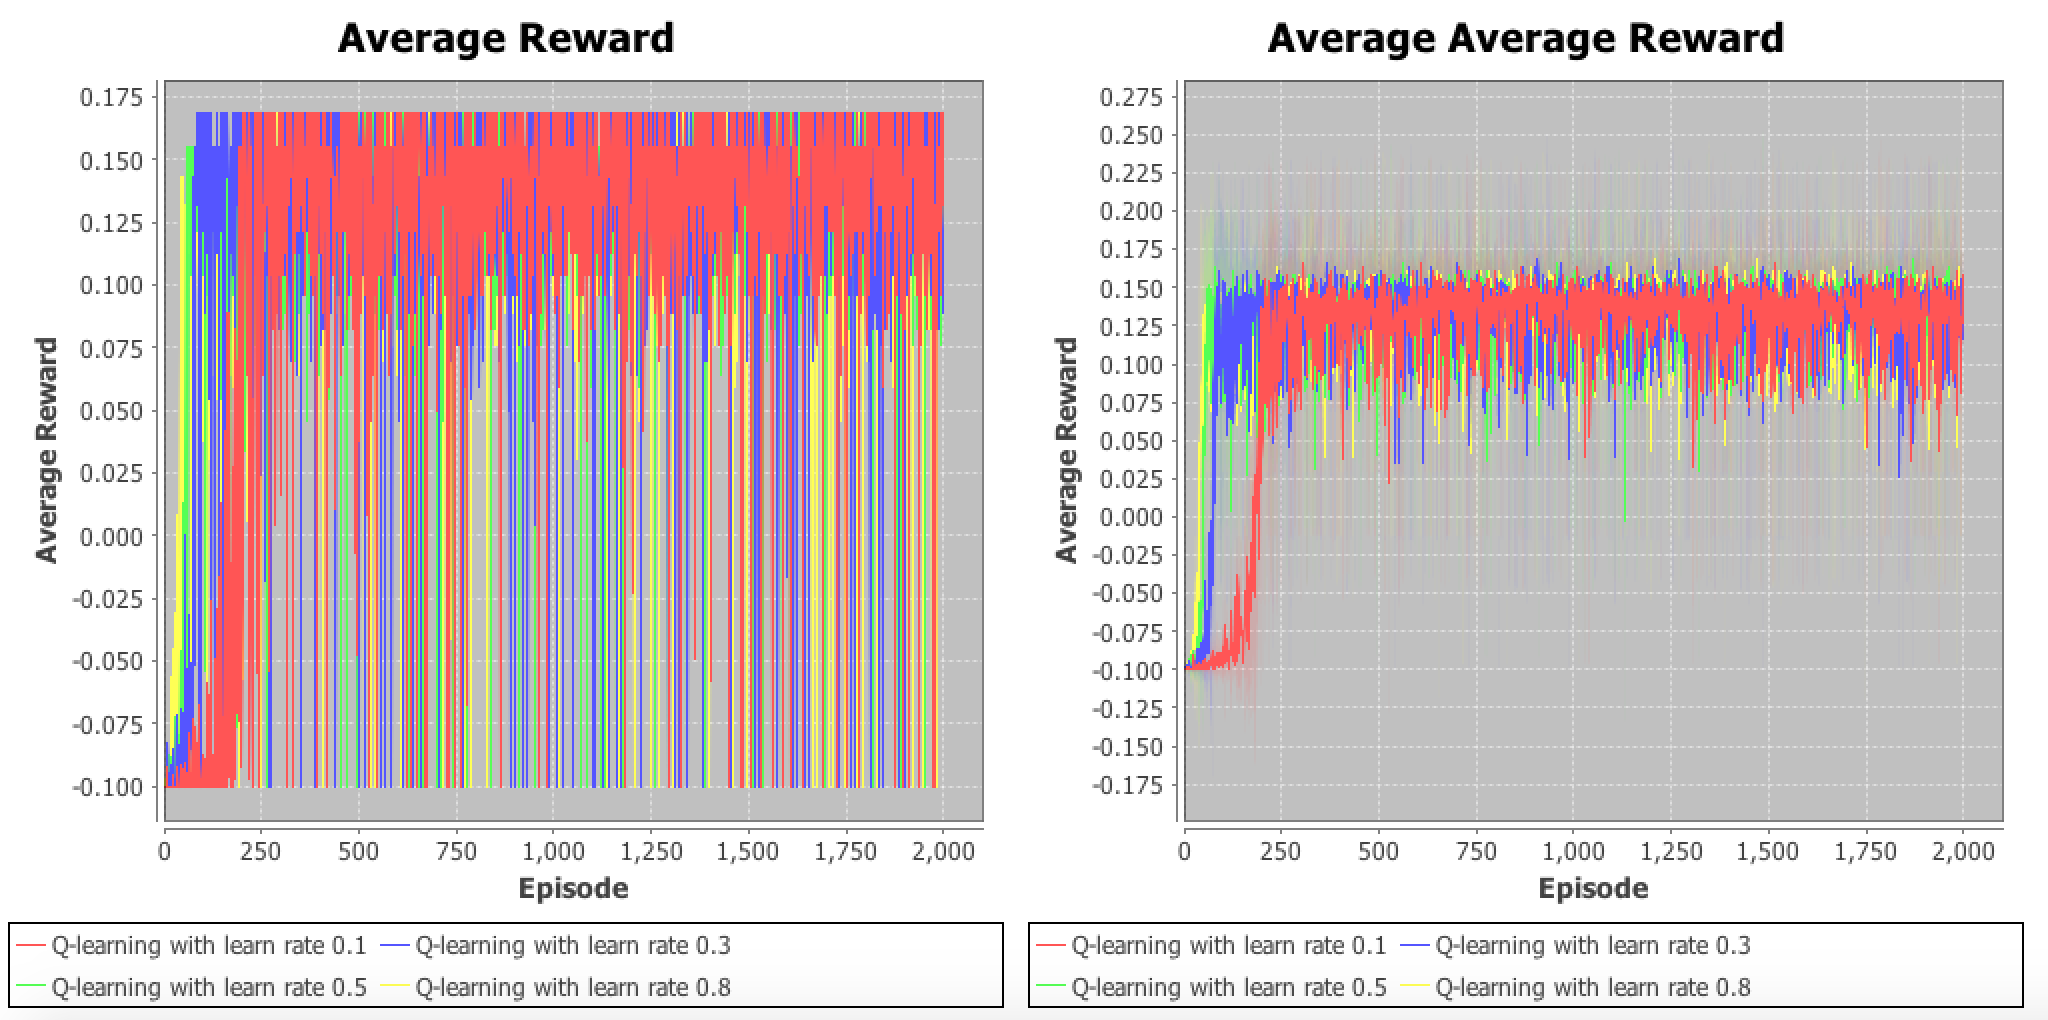 Average Reward
0.175
0.150
0.125
0.100
0.075
0.050
0.025
0.000
-0.025
-0.050
-0.075
-0.100
Average Reward
0 250 500 750 1,000 1,250 1,500 1,750 2,000
Episode
Q-learning with learn rate 0.1 Q-learning with learn rate 0.3
Q-learning with learn rate 0.5 Q-learning with learn rate 0.8
Average Average Reward
0.275
0.250
0.225
0.200
0.175
0.150
0.125
0.100
0.075
0.050
0.025
0.000
-0.025
-0.050
-0.075
-0.100
-0.125
-0.150
-0.175
Average Reward
0 250 500 750 1,000 1,250 1,500 1,750 2,000
Episode
Q-learning with learn rate 0.1 Q-learning with learn rate 0.3
Q-learning with learn rate 0.5 Q-learning with learn rate 0.8